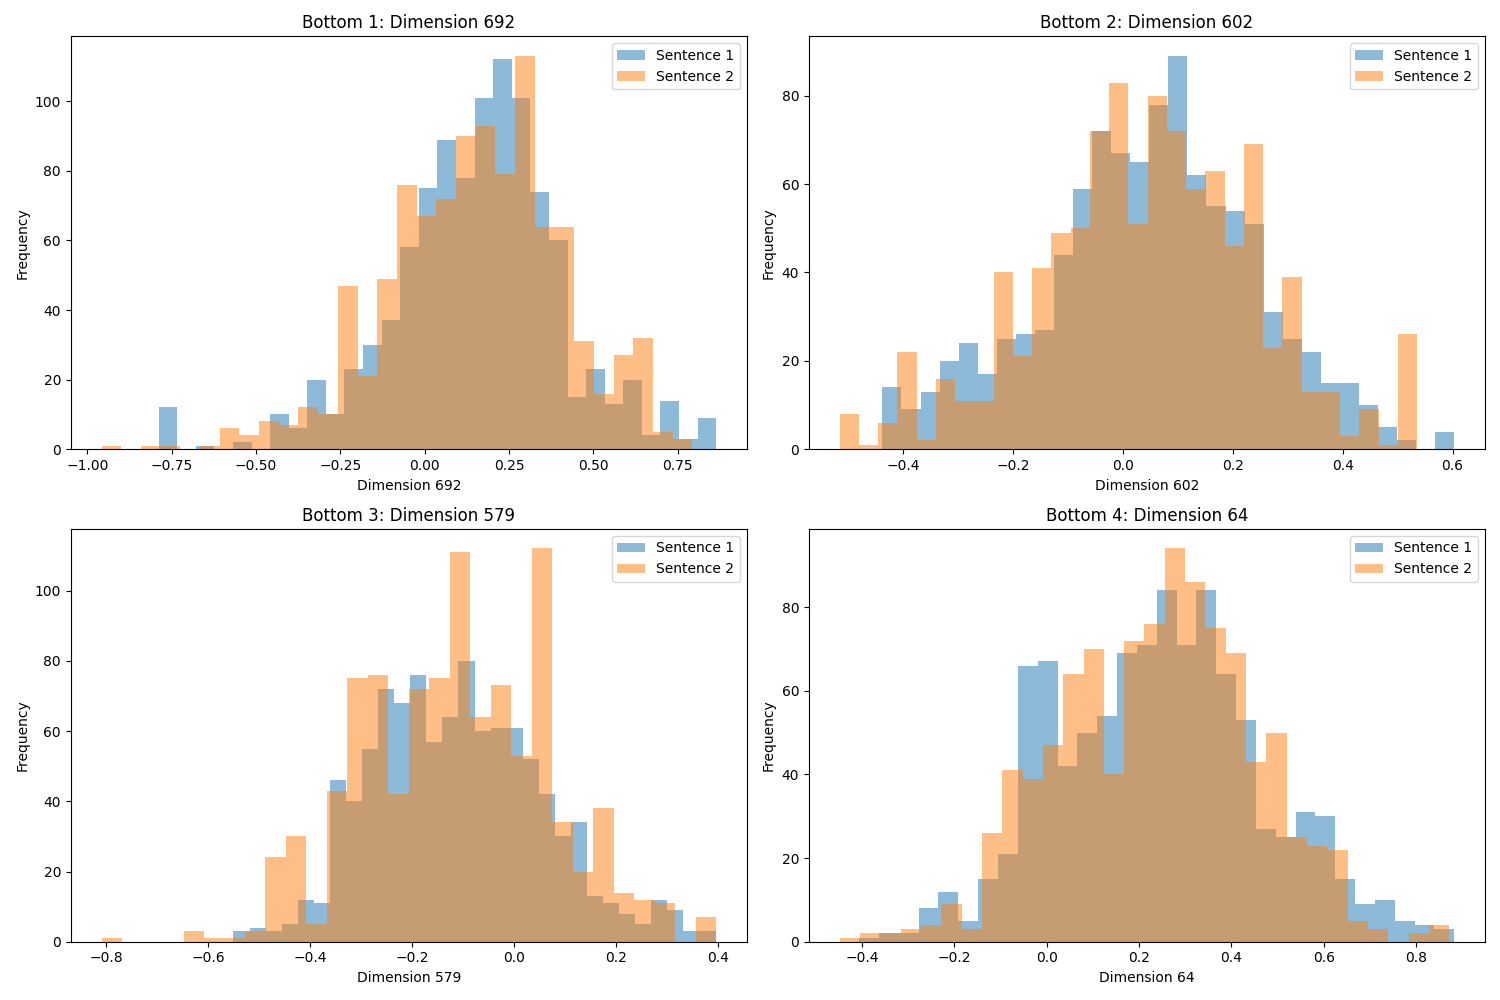 Bottom 1: Dimension 692
Sentence 1
Sentence 2
Frequency
100
80
60
40
20
0
−1.00 −0.75 −0.50 −0.25 0.00 0.25 0.50 0.75
Dimension 692
Bottom 2: Dimension 602
Sentence 1
Sentence 2
Frequency
80
60
40
20
0
−0.4 −0.2 0.0 0.2 0.4 0.6
Dimension 602
Bottom 3: Dimension 579
Sentence 1
Sentence 2
Frequency
100
80
60
40
20
0
−0.8 −0.6 −0.4 −0.2 0.0 0.2 0.4
Dimension 579
Bottom 4: Dimension 64
Sentence 1
Sentence 2
Frequency
80
60
40
20
0
−0.4 −0.2 0.0 0.2 0.4 0.6 0.8
Dimension 64